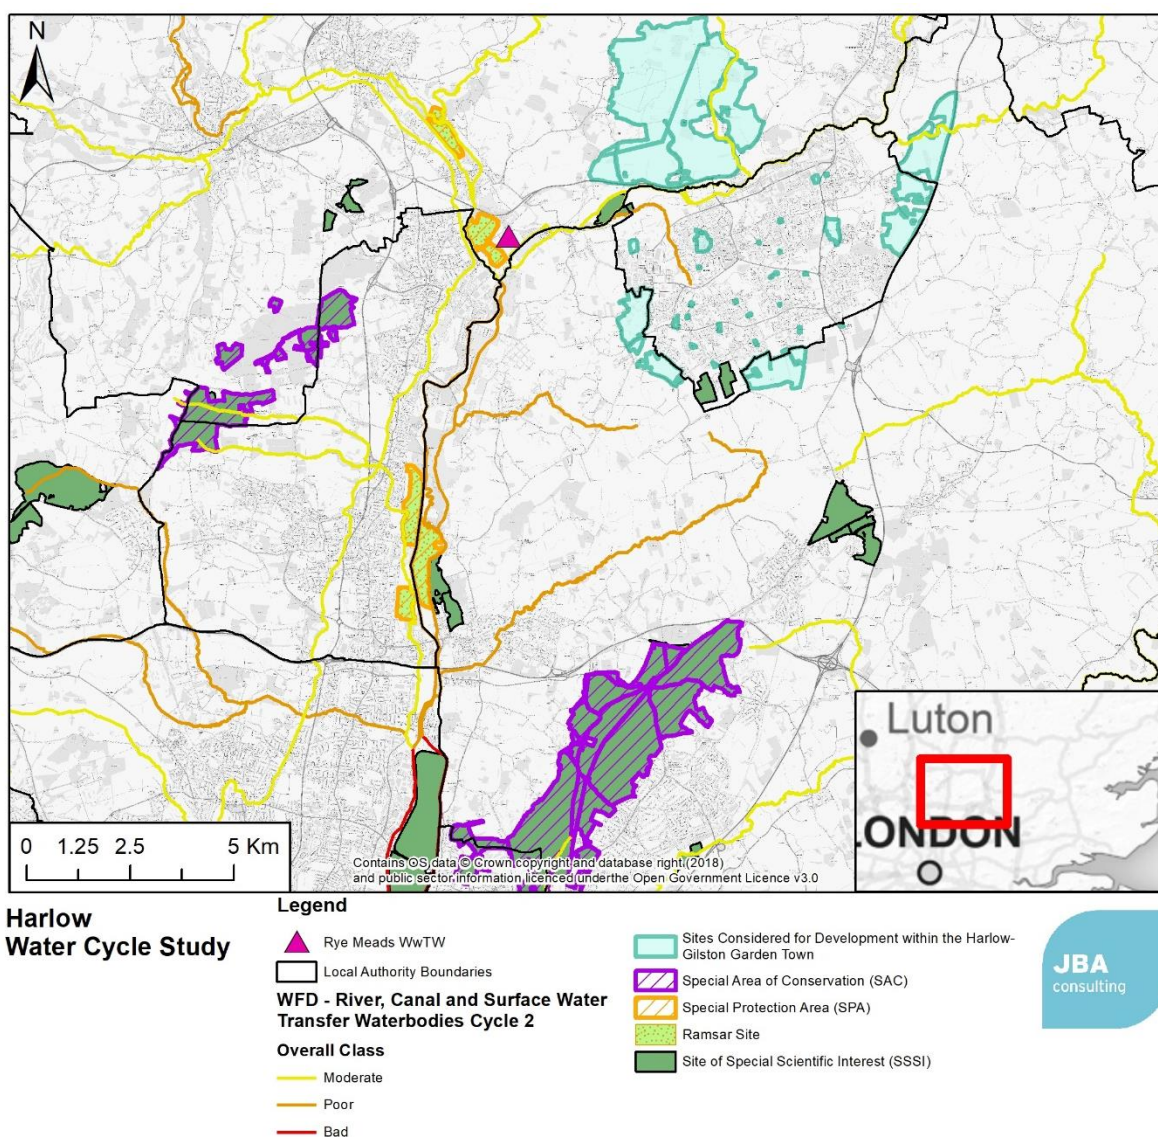 N
Luton
LONDON
0 1.25 2.5 5 Km
Contains OS data © Crown copyright and database right (2018)
and public sector information licenced under the Open Government Licence v3.0
Harlow
Water Cycle Study
Legend
Rye Meads WwTW
Local Authority Boundaries
WFD - River, Canal and Surface Water
Transfer Waterbodies Cycle 2
Overall Class
Moderate
Poor
Bad
Sites Considered for Development within the Harlow-
Gilston Garden Town
Special Area of Conservation (SAC)
Special Protection Area (SPA)
Ramsar Site
Site of Special Scientific Interest (SSSI)
JBA
consulting